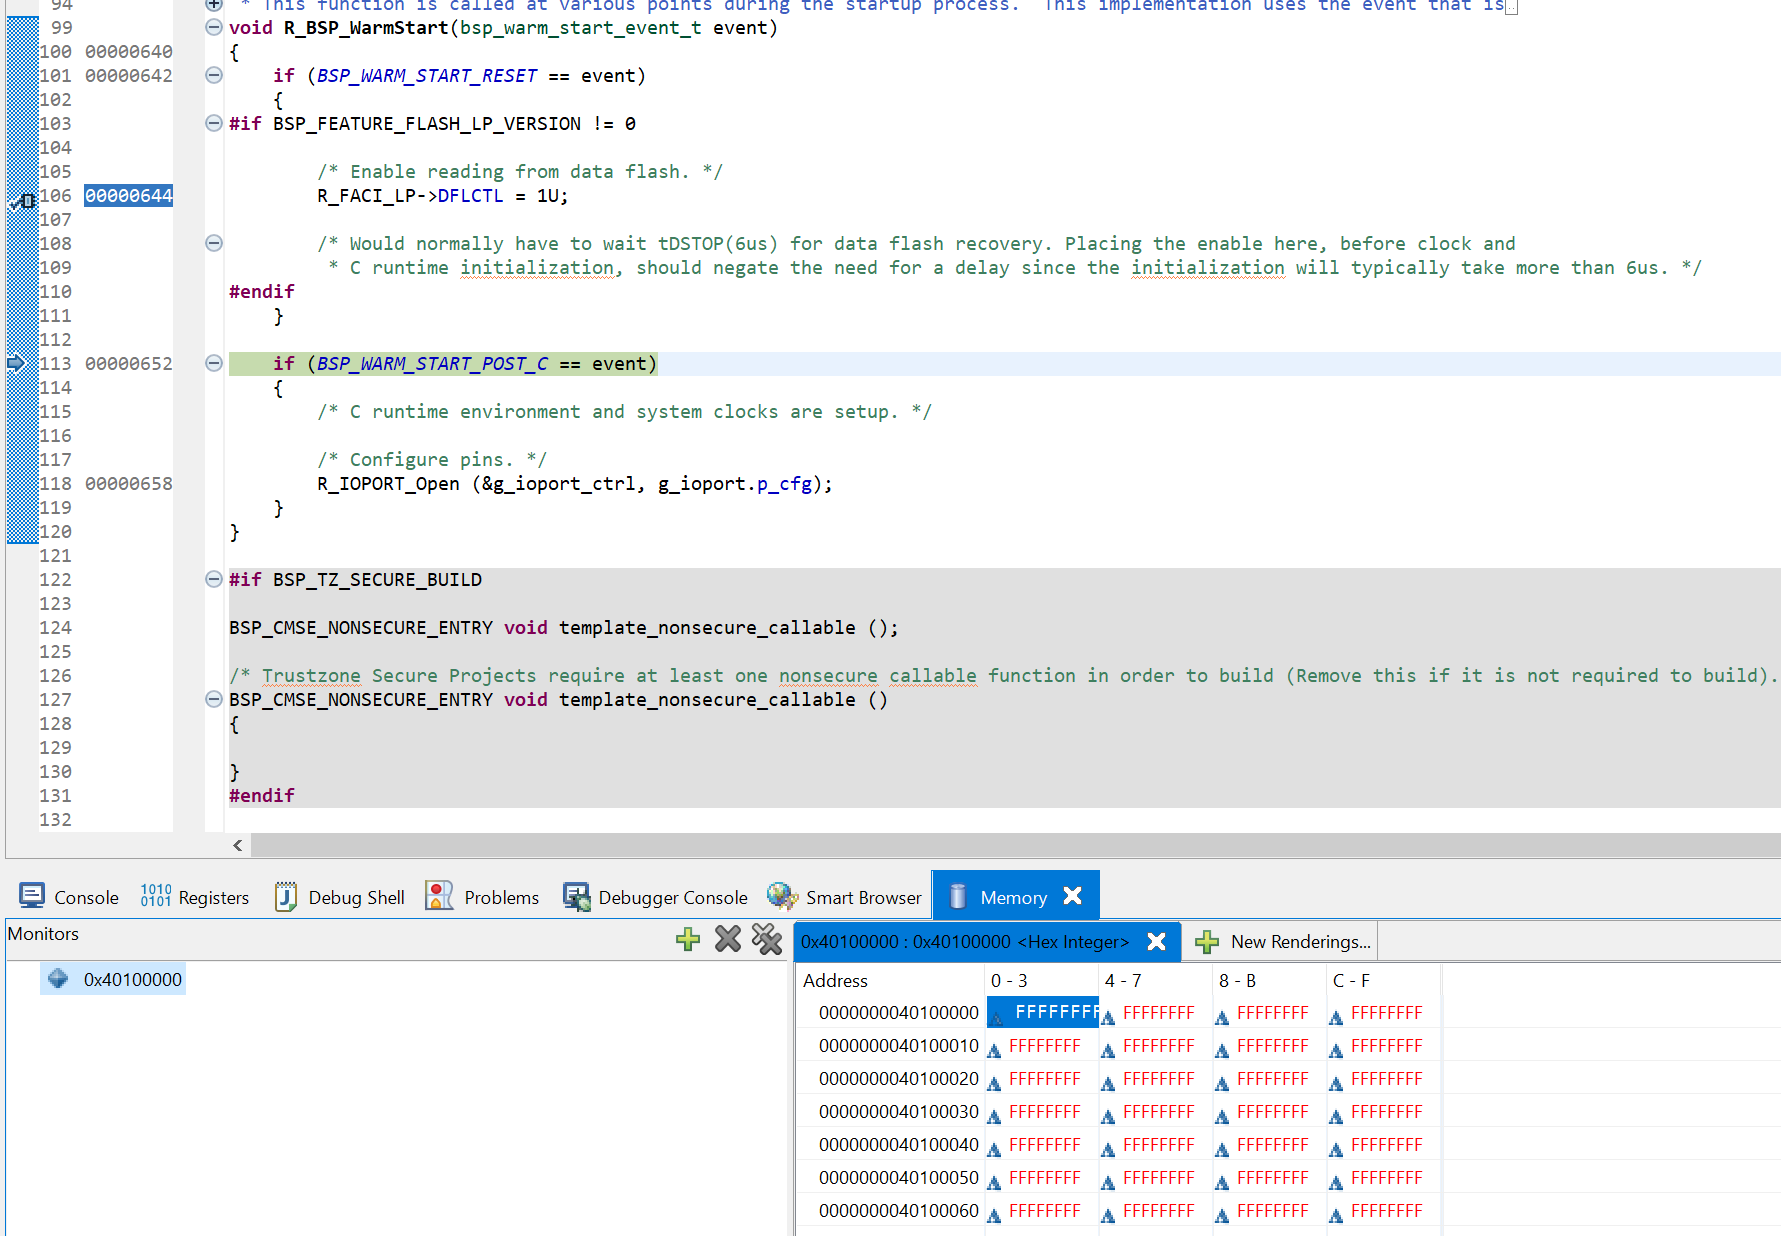 94 * This function is called at various points during the startup process.  This implementation uses the event that is
99 void R_BSP_WarmStart(bsp_warm_start_event_t event)
100 00000640 {
101 00000642     if (BSP_WARM_START_RESET == event)
102     {
103 #if BSP_FEATURE_FLASH_LP_VERSION != 0
104
105         /* Enable reading from data flash. */
106 00000644         R_FACI_LP->DFLCTL = 1U;
107
108         /* Would normally have to wait tDSTOP(6us) for data flash recovery. Placing the enable here, before clock and
109          * C runtime initialization, should negate the need for a delay since the initialization will typically take more than 6us. */
110 #endif
111     }
112
113 00000652     if (BSP_WARM_START_POST_C == event)
114     {
115         /* C runtime environment and system clocks are setup. */
116
117         /* Configure pins. */
118 00000658         R_IOPORT_Open (&g_ioport_ctrl, g_ioport.p_cfg);
119     }
120 }
121
122 #if BSP_TZ_SECURE_BUILD
123
124 BSP_CMSE_NONSECURE_ENTRY void template_nonsecure_callable ();
125
126 /* Trustzone Secure Projects require at least one nonsecure callable function in order to build (Remove this if it is not required to build).
127 BSP_CMSE_NONSECURE_ENTRY void template_nonsecure_callable ()
128 {
129
130 }
131 #endif
132
Console 1010 0101 Registers Debug Shell Problems Debugger Console Smart Browser Memory
Monitors
0x40100000 : 0x40100000 <Hex Integer> New Renderings...
0x40100000
Address 0 - 3 4 - 7 8 - B C - F
0000000040100000 FFFFFFFF FFFFFFFF FFFFFFFF FFFFFFFF
0000000040100010 FFFFFFFF FFFFFFFF FFFFFFFF FFFFFFFF
0000000040100020 FFFFFFFF FFFFFFFF FFFFFFFF FFFFFFFF
0000000040100030 FFFFFFFF FFFFFFFF FFFFFFFF FFFFFFFF
0000000040100040 FFFFFFFF FFFFFFFF FFFFFFFF FFFFFFFF
0000000040100050 FFFFFFFF FFFFFFFF FFFFFFFF FFFFFFFF
0000000040100060 FFFFFFFF FFFFFFFF FFFFFFFF FFFFFFFF